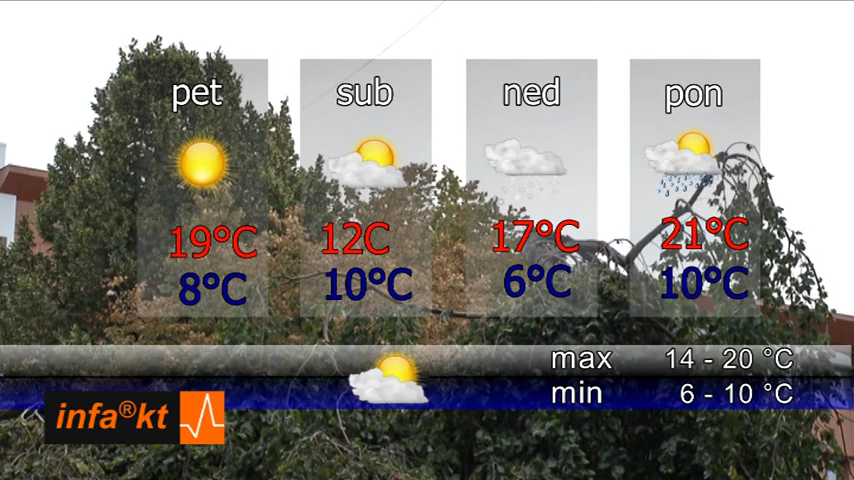 pet sub ned pon
19°C 12C 17°C 21°C
8°C 10°C 6°C 10°C
max 14 - 20 °C
min 6 - 10 °C
infa®kt